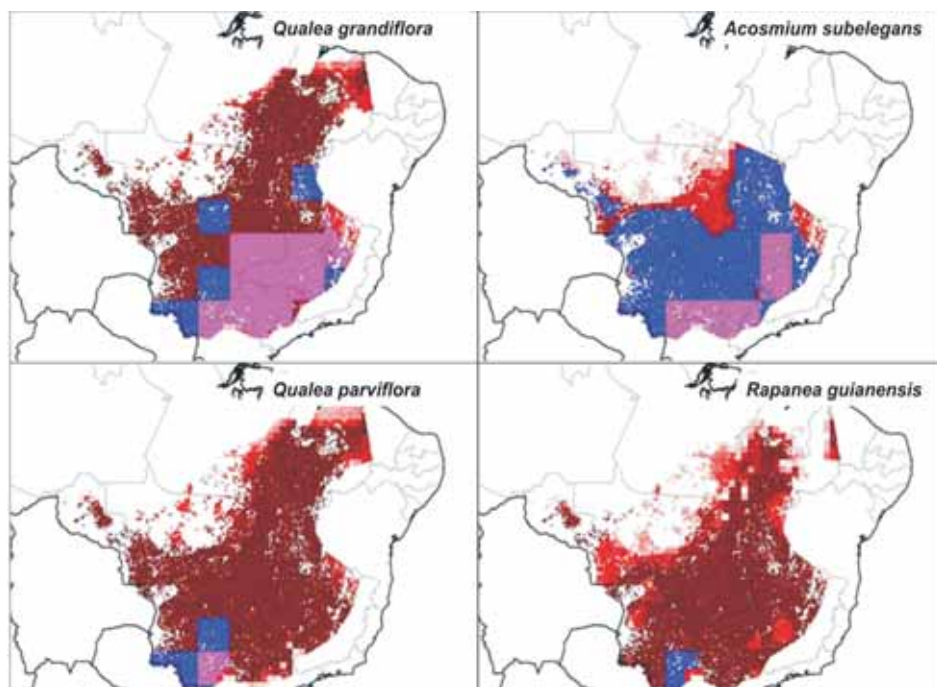 Qualea grandiflora
Acosmium subelegans
Qualea parviflora
Rapanea guianensis